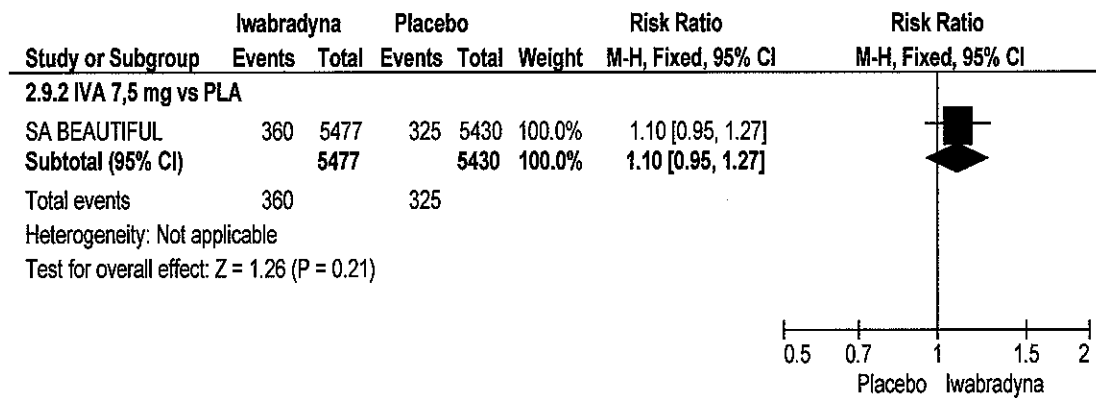 Iwabradyna Placebo Risk Ratio Risk Ratio
Study or Subgroup Events Total Events Total Weight M-H, Fixed, 95% CI M-H, Fixed, 95% CI
2.9.2 IVA 7,5 mg vs PLA
SA BEAUTIFUL 360 5477 325 5430 100.0% 1.10 [0.95, 1.27]
Subtotal (95% CI) 5477 5430 100.0% 1.10 [0.95, 1.27]
Total events 360 325
Heterogeneity: Not applicable
Test for overall effect: Z = 1.26 (P = 0.21)
0.5 0.7 1 1.5 2
Placebo Iwabradyna